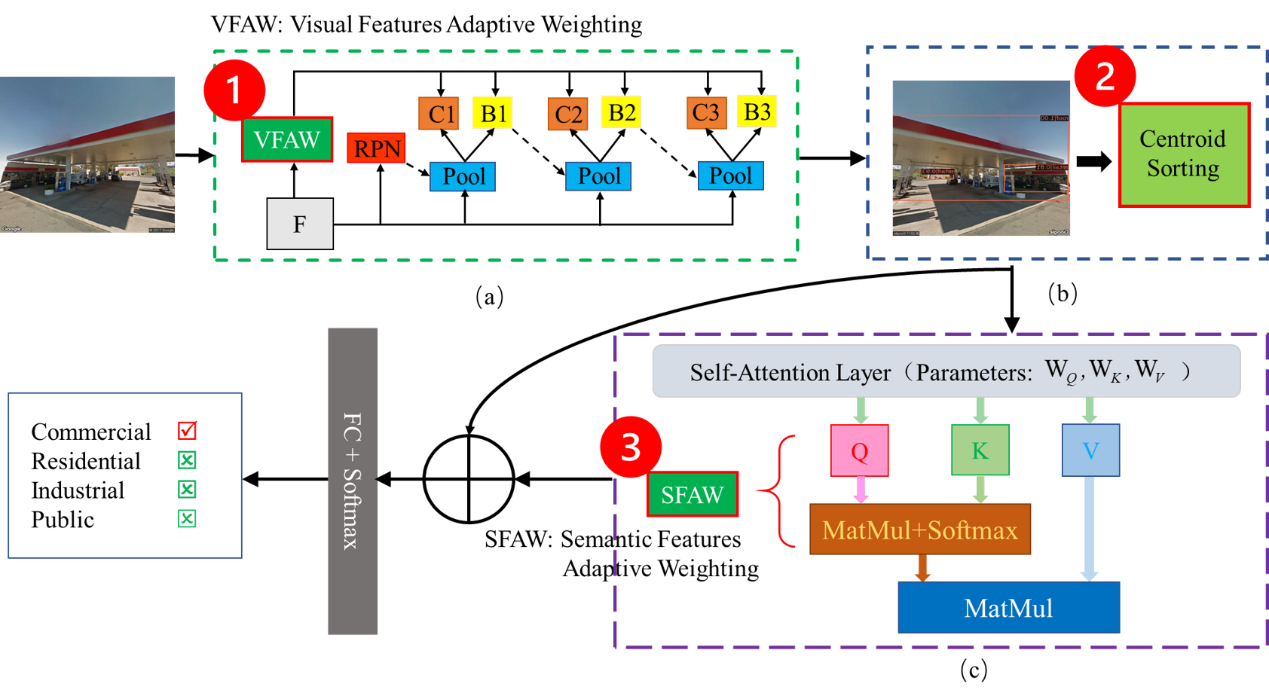 VFAW: Visual Features Adaptive Weighting
1
2
VFAW
RPN
C1
B1
C2
B2
C3
B3
Pool
Pool
Pool
F
Centroid
Sorting
Google
(a)
(b)
Self-Attention Layer（Parameters: W_Q, W_K, W_V ）
Q
K
V
3
SFAW
MatMul+Softmax
MatMul
SFAW: Semantic Features
Adaptive Weighting
(c)
FC + Softmax
Commercial
Residential
Industrial
Public